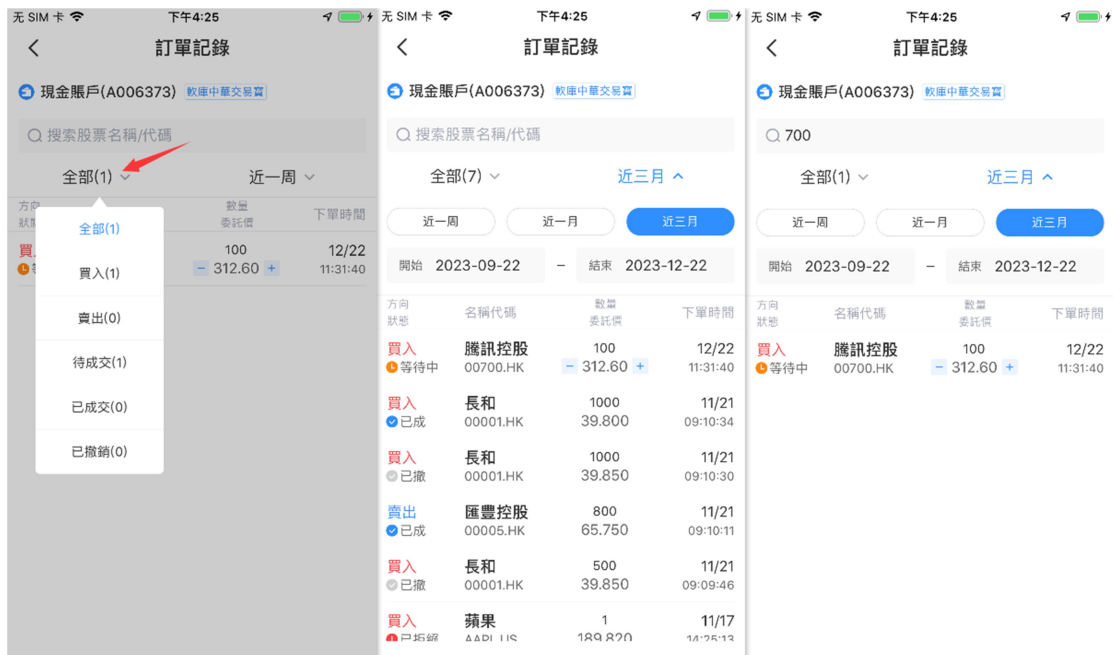 无 SIM 卡
下午4:25
訂單記錄
現金賬戶(A006373) 軟庫中華交易寶
搜索股票名稱/代碼
全部(1)
近一周
方向
數量
下單時間
委託價
全部(1)
買
100
12/22
312.60
11:31:40
買入(1)
賣出(0)
待成交(1)
已成交(0)
已撤銷(0)
无 SIM 卡
下午4:25
訂單記錄
現金賬戶(A006373) 軟庫中華交易寶
搜索股票名稱/代碼
全部(7)
近三月
近一周
近一月
近三月
開始 2023-09-22 – 結束 2023-12-22
方向
狀態
名稱代碼
數量
委託價
下單時間
買入 騰訊控股 100 12/22
等待中 00700.HK − 312.60 + 11:31:40
買入 長和 1000 11/21
已成 00001.HK 39.800 09:10:34
買入 長和 1000 11/21
已撤 00001.HK 39.850 09:10:30
賣出 匯豐控股 800 11/21
已成 00005.HK 65.750 09:10:11
買入 長和 500 11/21
已撤 00001.HK 39.850 09:09:46
買入 蘋果 1 11/17
已拒絕 AAPL.US 189.820 14:25:13
无 SIM 卡
下午4:25
訂單記錄
現金賬戶(A006373) 軟庫中華交易寶
700
全部(1)
近三月
近一周
近一月
近三月
開始 2023-09-22 – 結束 2023-12-22
方向
狀態
名稱代碼
數量
委託價
下單時間
買入 騰訊控股 100 12/22
等待中 00700.HK − 312.60 + 11:31:40